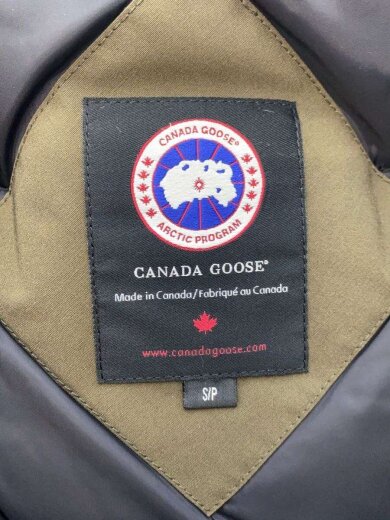 CANADA GOOSE®
ARCTIC PROGRAM
CANADA GOOSE®
Made in Canada/Fabriqué au Canada
www.canadagoose.com
S/P